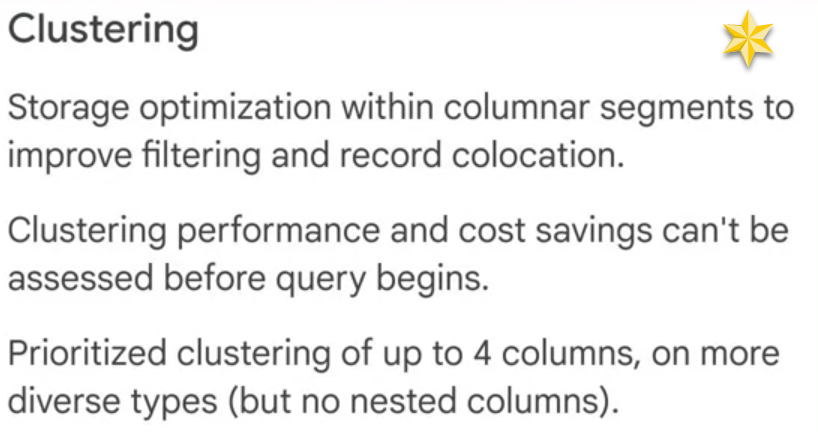 Clustering
Storage optimization within columnar segments to
improve filtering and record colocation.
Clustering performance and cost savings can't be
assessed before query begins.
Prioritized clustering of up to 4 columns, on more
diverse types (but no nested columns).